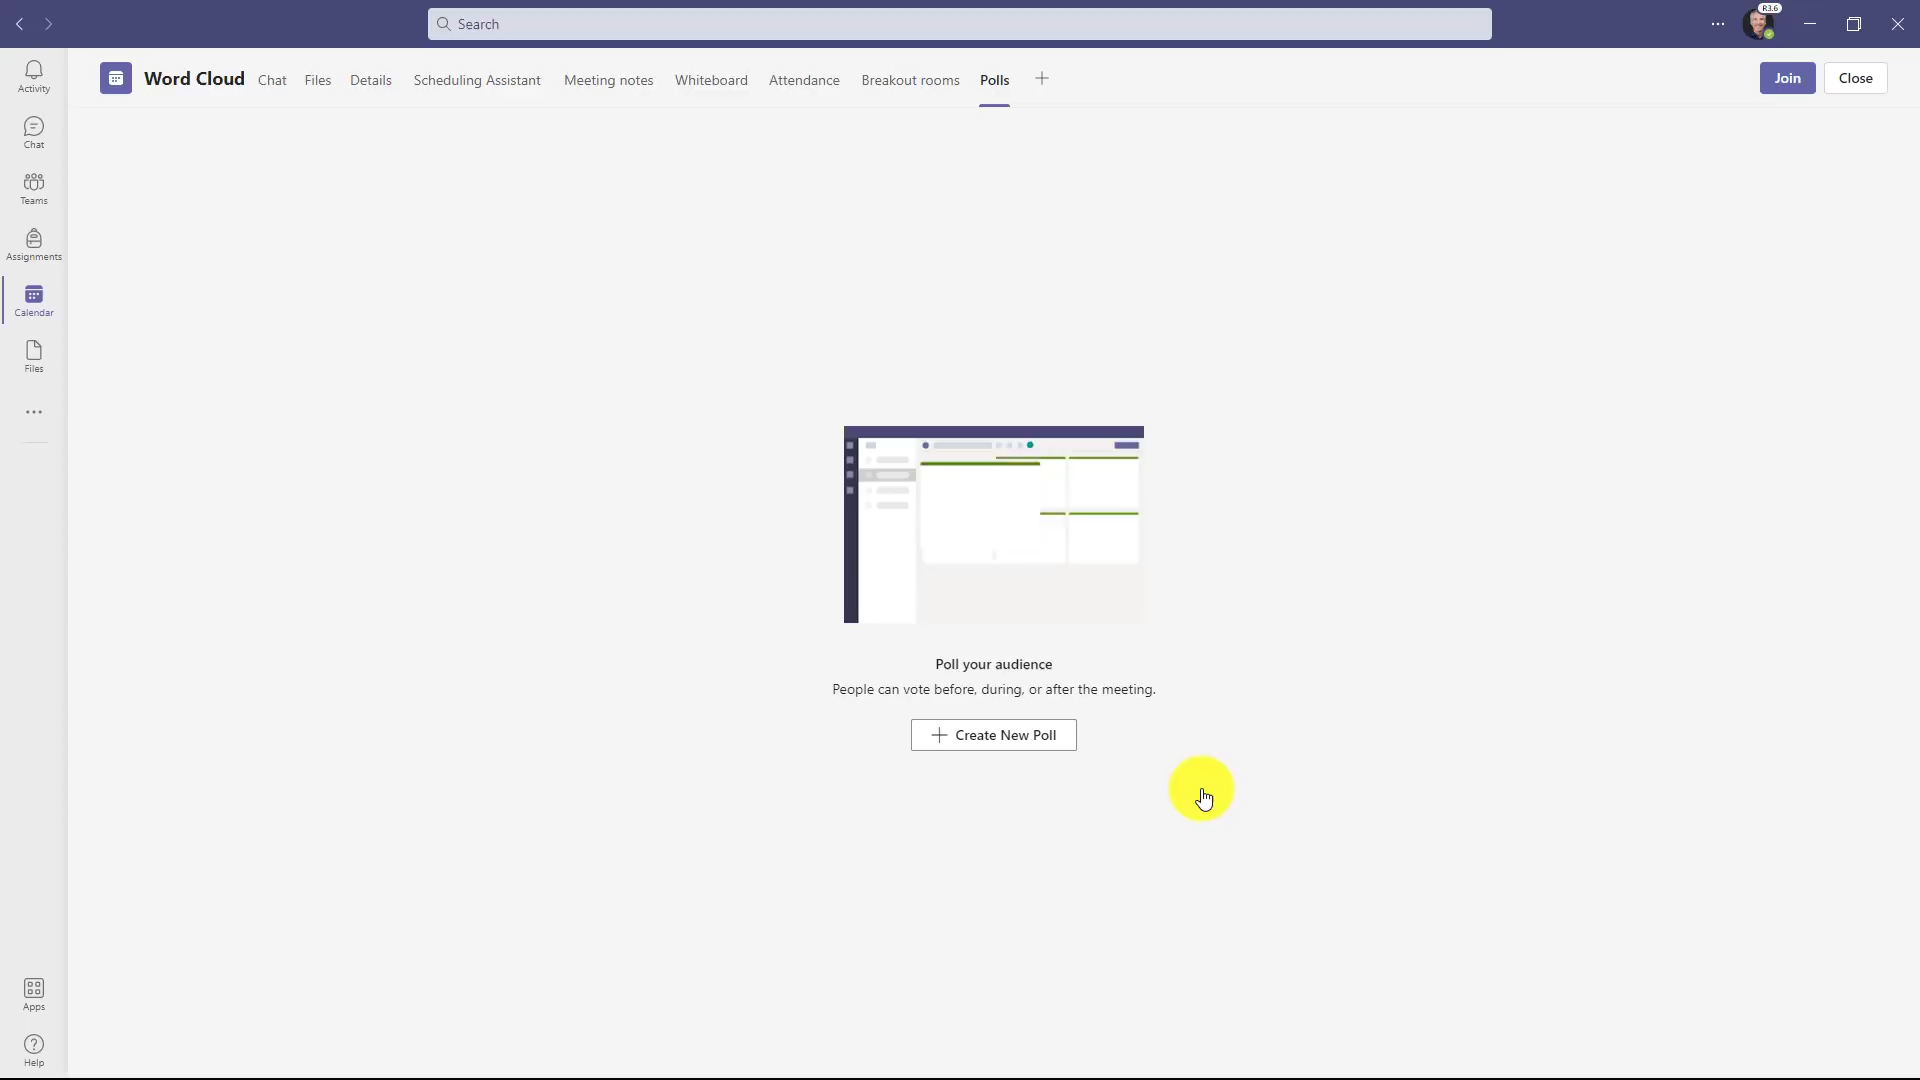 Search
R3.6
Word Cloud
Chat
Files
Details
Scheduling Assistant
Meeting notes
Whiteboard
Attendance
Breakout rooms
Polls
Join
Close
Activity
Chat
Teams
Assignments
Calendar
Files
Poll your audience
People can vote before, during, or after the meeting.
Create New Poll
Apps
Help